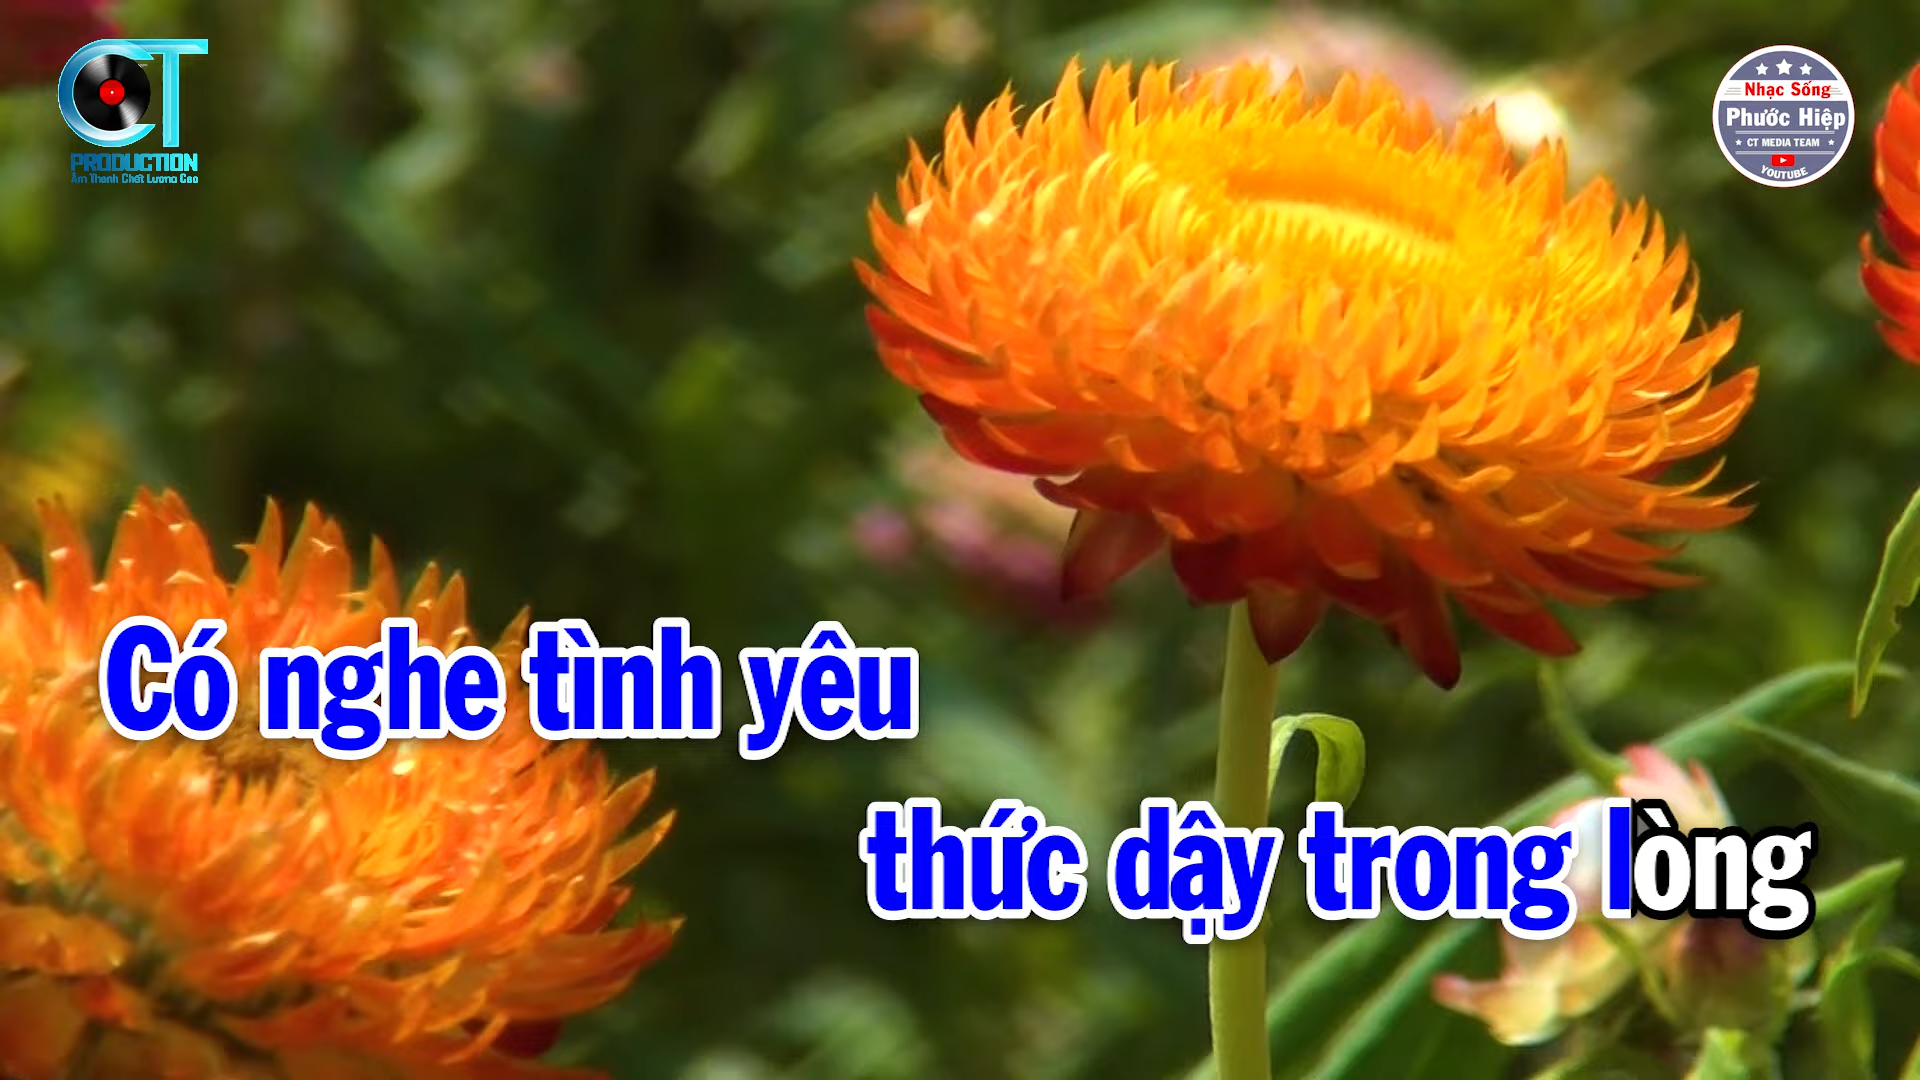 CT
PRODUCTION
Âm Thanh Chất Lượng Cao
Nhạc Sống
Phước Hiệp
CT MEDIA TEAM
YOUTUBE
Có nghe tình yêu
thức dậy trong lòng